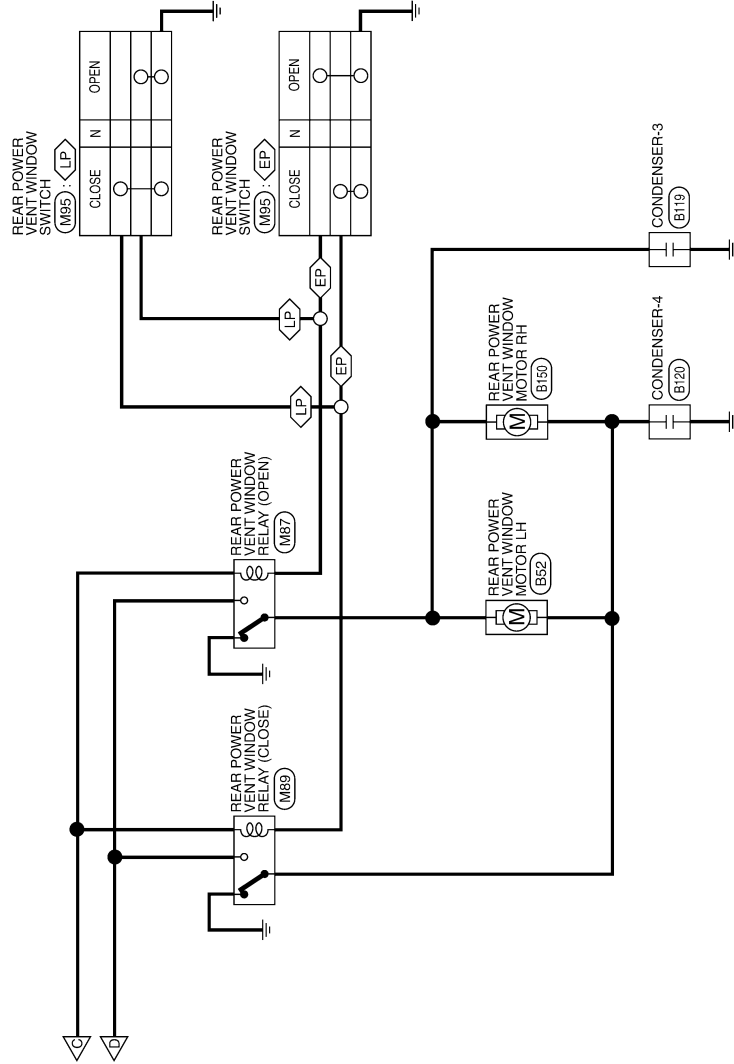 REAR POWER
VENT WINDOW
SWITCH
M95 : LP
CLOSE
N
OPEN
REAR POWER
VENT WINDOW
SWITCH
M95 : EP
CLOSE
N
OPEN
EP
LP
EP
LP
REAR POWER
VENT WINDOW
RELAY (OPEN)
M87
REAR POWER
VENT WINDOW
RELAY (CLOSE)
M89
REAR POWER
VENT WINDOW
MOTOR RH
B150
M
REAR POWER
VENT WINDOW
MOTOR LH
B52
M
CONDENSER-3
B119
CONDENSER-4
B120
C
D